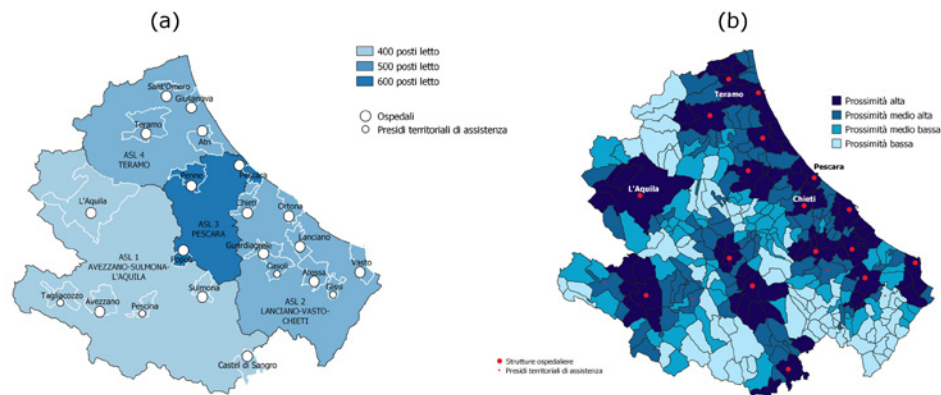 (a)
400 posti letto
500 posti letto
600 posti letto
Ospedali
Presidi territoriali di assistenza
Sant'Omero
Giulianova
Teramo
Atri
ASL 4
TERAMO
Penne
Pescara
L'Aquila
Chieti
Ortona
ASL 3
PESCARA
Lanciano
Guardiagrele
Popoli
ASL 1
AVEZZANO-SULMONA-
L'AQUILA
Casoli
Atessa
Vasto
Gissi
Sulmona
Tagliacozzo
Avezzano
Pescina
ASL 2
LANCIANO-VASTO-
CHIETI
Castel di Sangro
(b)
Prossimità alta
Prossimità medio alta
Prossimità medio bassa
Prossimità bassa
Teramo
Pescara
L'Aquila
Chieti
Strutture ospedaliere
Presidi territoriali di assistenza